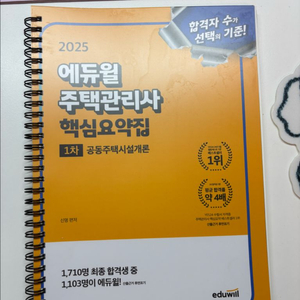 합격자 수가
선택의 기준!
2025
에듀윌
주택관리사
핵심요약집
1차 공동주택시설개론
1위
약 4배
1,710명 최종 합격생 중
1,103명이 에듀윌!
eduwill